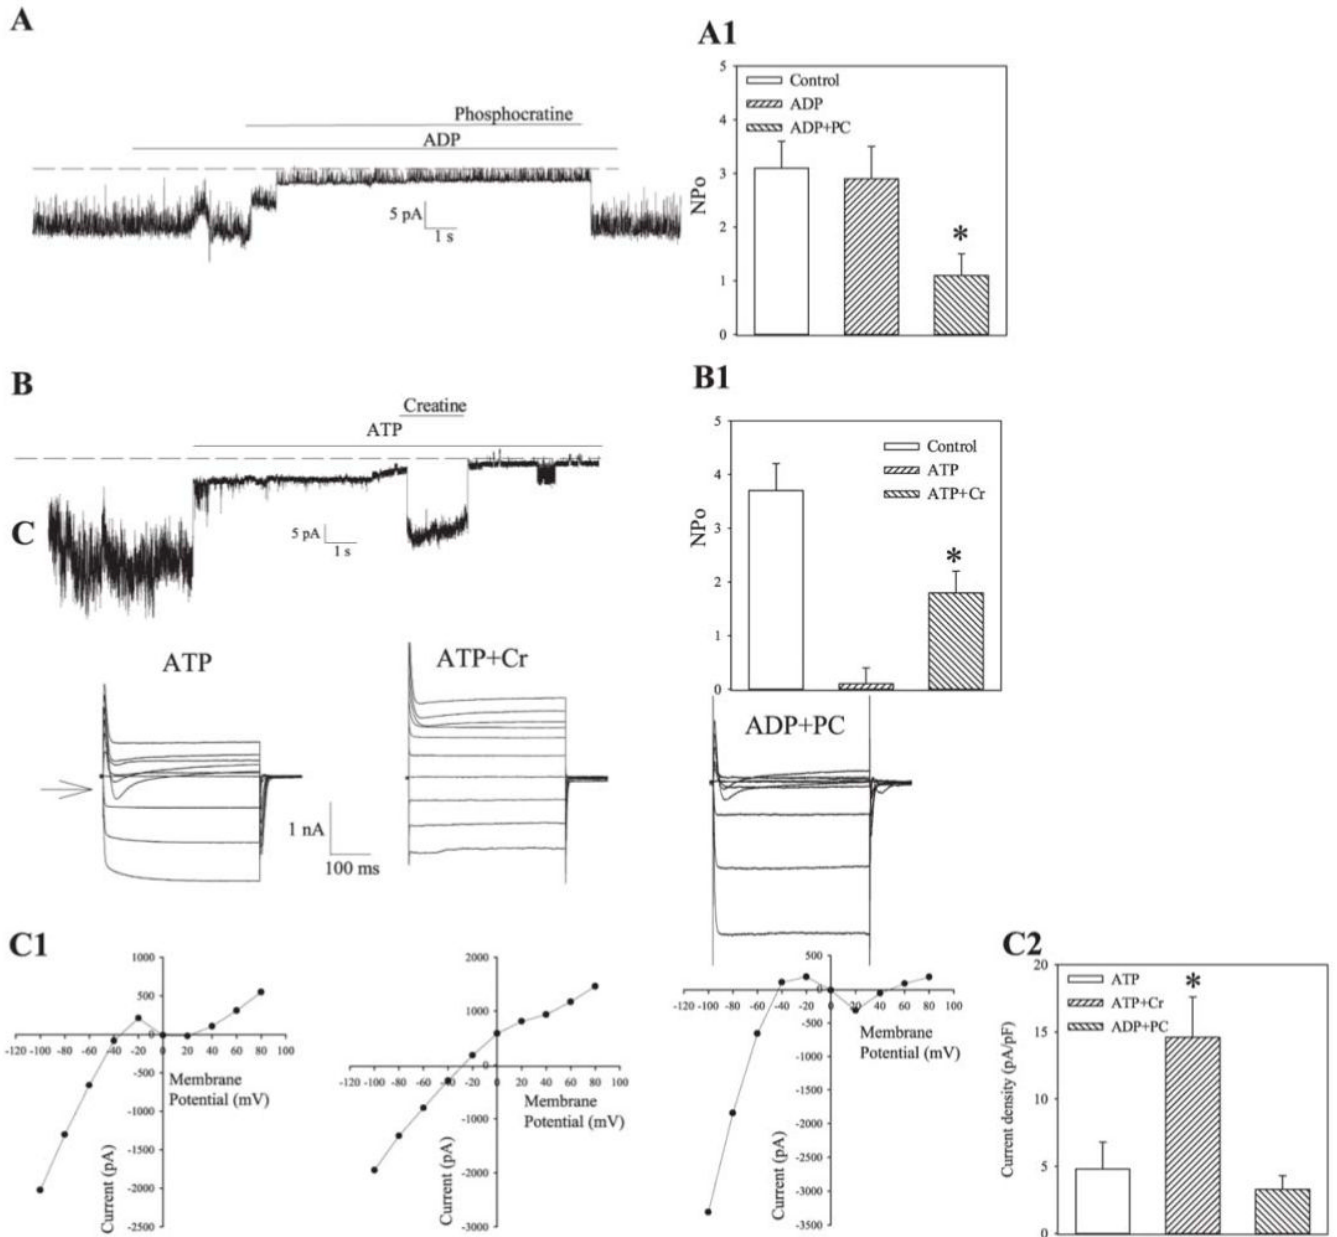 A
Phosphocratine
ADP
5 pA
1 s
A1
5
4
3
2
1
0
NPo
Control
ADP
ADP+PC
*
B
Creatine
ATP
5 pA
1 s
B1
5
4
3
2
1
0
NPo
Control
ATP
ATP+Cr
*
C
ATP
1 nA
100 ms
ATP+Cr
ADP+PC
C1
1000
500
0
-500
-1000
-1500
-2000
-2500
-120 -100 -80 -60 -40 -20 0 20 40 60 80 100
Membrane
Potential (mV)
Current (pA)
2000
1000
0
-1000
-2000
-3000
-120 -100 -80 -60 -40 -20 0 20 40 60 80 100
Membrane
Potential (mV)
Current (pA)
500
0
-500
-1000
-1500
-2000
-2500
-3000
-3500
-120 -100 -80 -60 -40 -20 0 20 40 60 80 100
Membrane
Potential (mV)
Current (pA)
C2
20
15
10
5
0
Current density (pA/pF)
ATP
ATP+Cr
ADP+PC
*